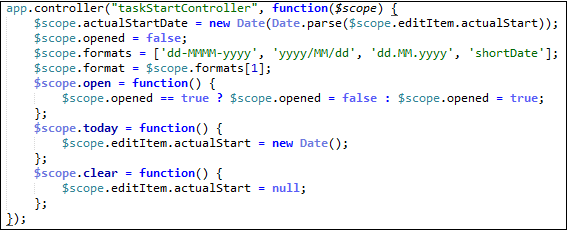 app.controller("taskStartController", function($scope) {
    $scope.actualStartDate = new Date(Date.parse($scope.editItem.actualStart));
    $scope.opened = false;
    $scope.formats = ['dd-MMMM-yyyy', 'yyyy/MM/dd', 'dd.MM.yyyy', 'shortDate'];
    $scope.format = $scope.formats[1];
    $scope.open = function() {
        $scope.opened == true ? $scope.opened = false : $scope.opened = true;
    };
    $scope.today = function() {
        $scope.editItem.actualStart = new Date();
    };
    $scope.clear = function() {
        $scope.editItem.actualStart = null;
    };
});